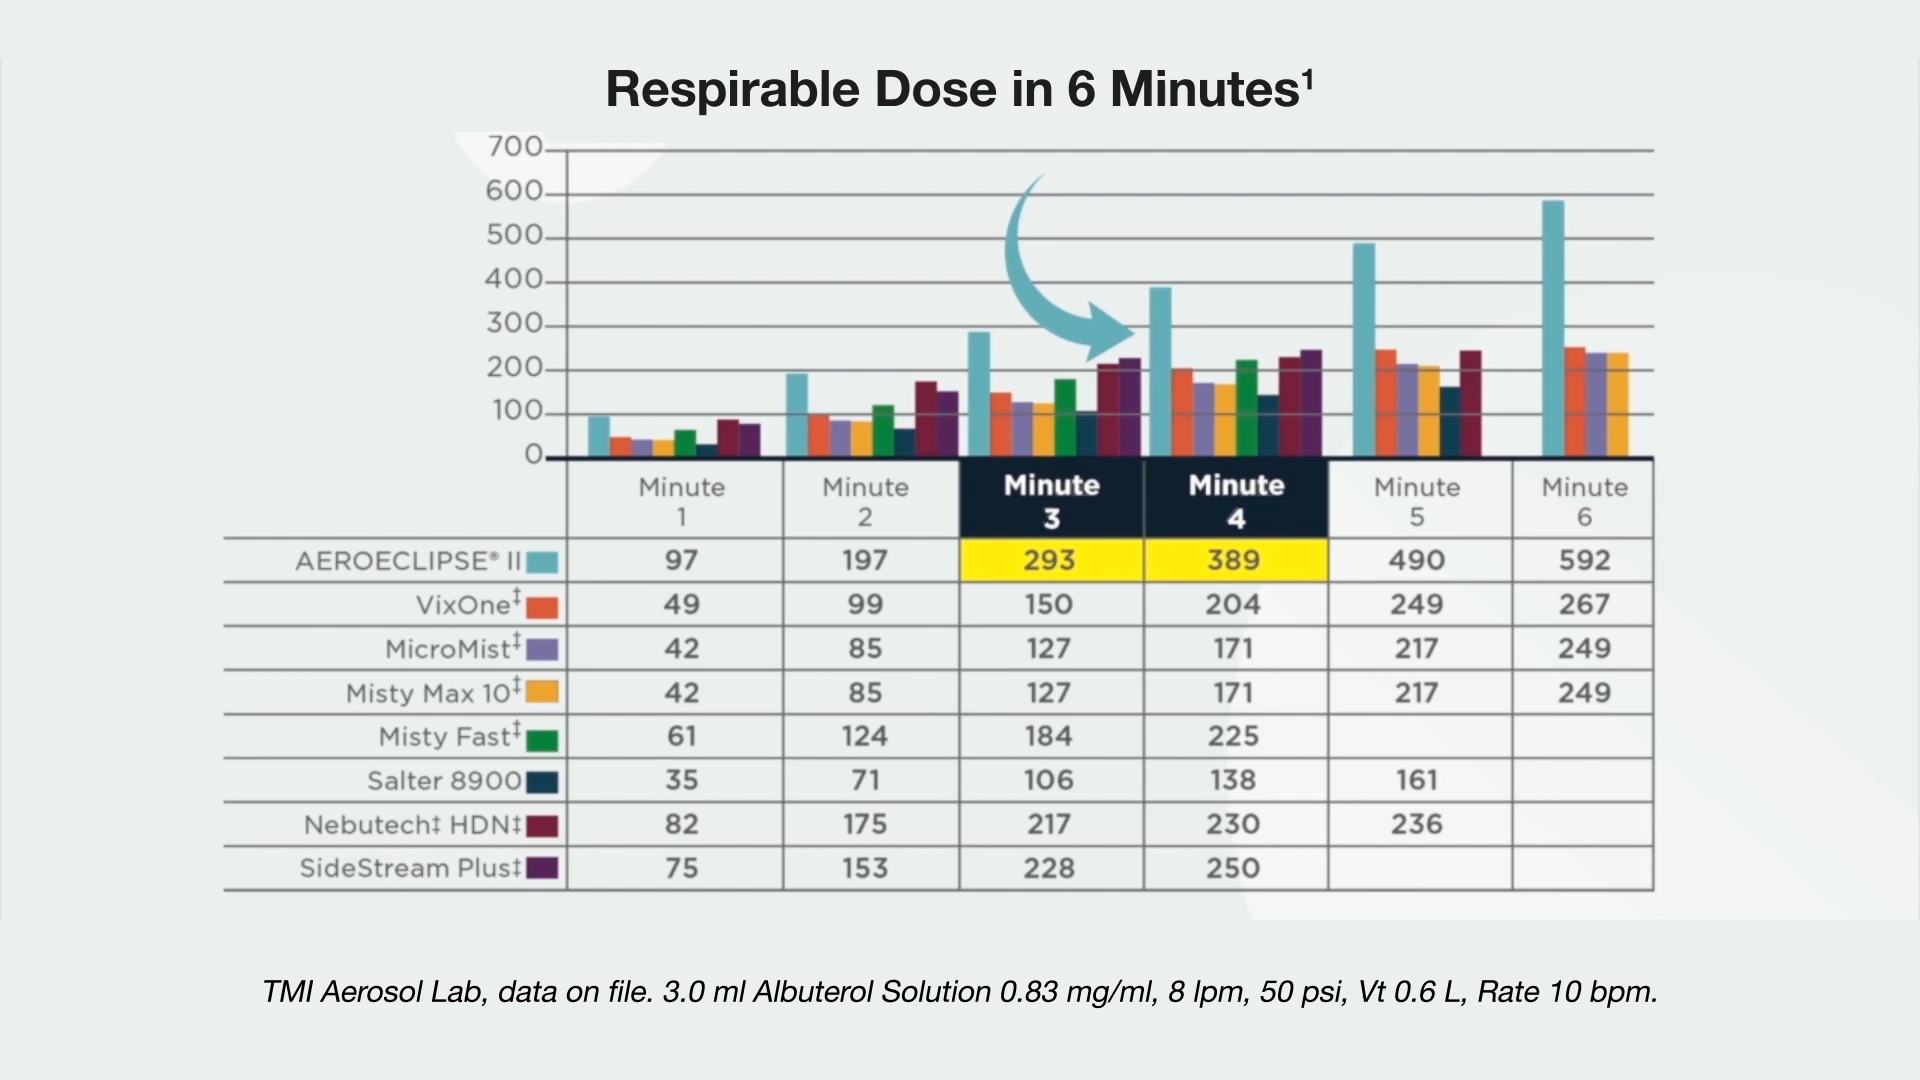 Respirable Dose in 6 Minutes¹
700
600
500
400
300
200
100
0
Minute 1 Minute 2 Minute 3 Minute 4 Minute 5 Minute 6
AEROECLIPSE® II 97 197 293 389 490 592
VixOne‡ 49 99 150 204 249 267
MicroMist‡ 42 85 127 171 217 249
Misty Max 10‡ 42 85 127 171 217 249
Misty Fast‡ 61 124 184 225
Salter 8900 35 71 106 138 161
Nebutech‡ HDN‡ 82 175 217 230 236
SideStream Plus‡ 75 153 228 250
TMI Aerosol Lab, data on file. 3.0 ml Albuterol Solution 0.83 mg/ml, 8 lpm, 50 psi, Vt 0.6 L, Rate 10 bpm.